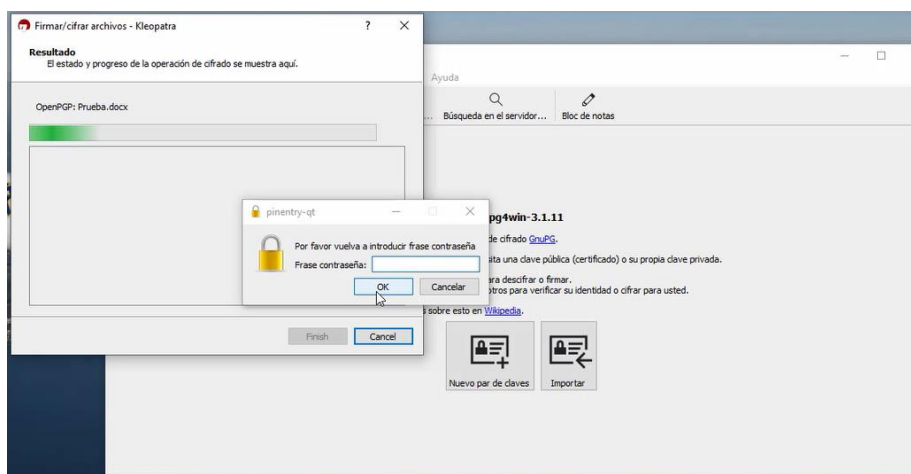 Firmar/cifrar archivos - Kleopatra
Resultado
El estado y progreso de la operación de cifrado se muestra aquí.
OpenPGP: Prueba.docx
Finish
Cancel
pinentry-qt
Por favor vuelva a introducir frase contraseña
Frase contraseña:
OK
Cancelar
Ayuda
... Búsqueda en el servidor... Bloc de notas
pg4win-3.1.11
de cifrado GnuPG.
sita una clave pública (certificado) o su propia clave privada.
ara descifrar o firmar.
otros para verificar su identidad o cifrar para usted.
s sobre esto en Wikipedia.
Nuevo par de claves
Importar